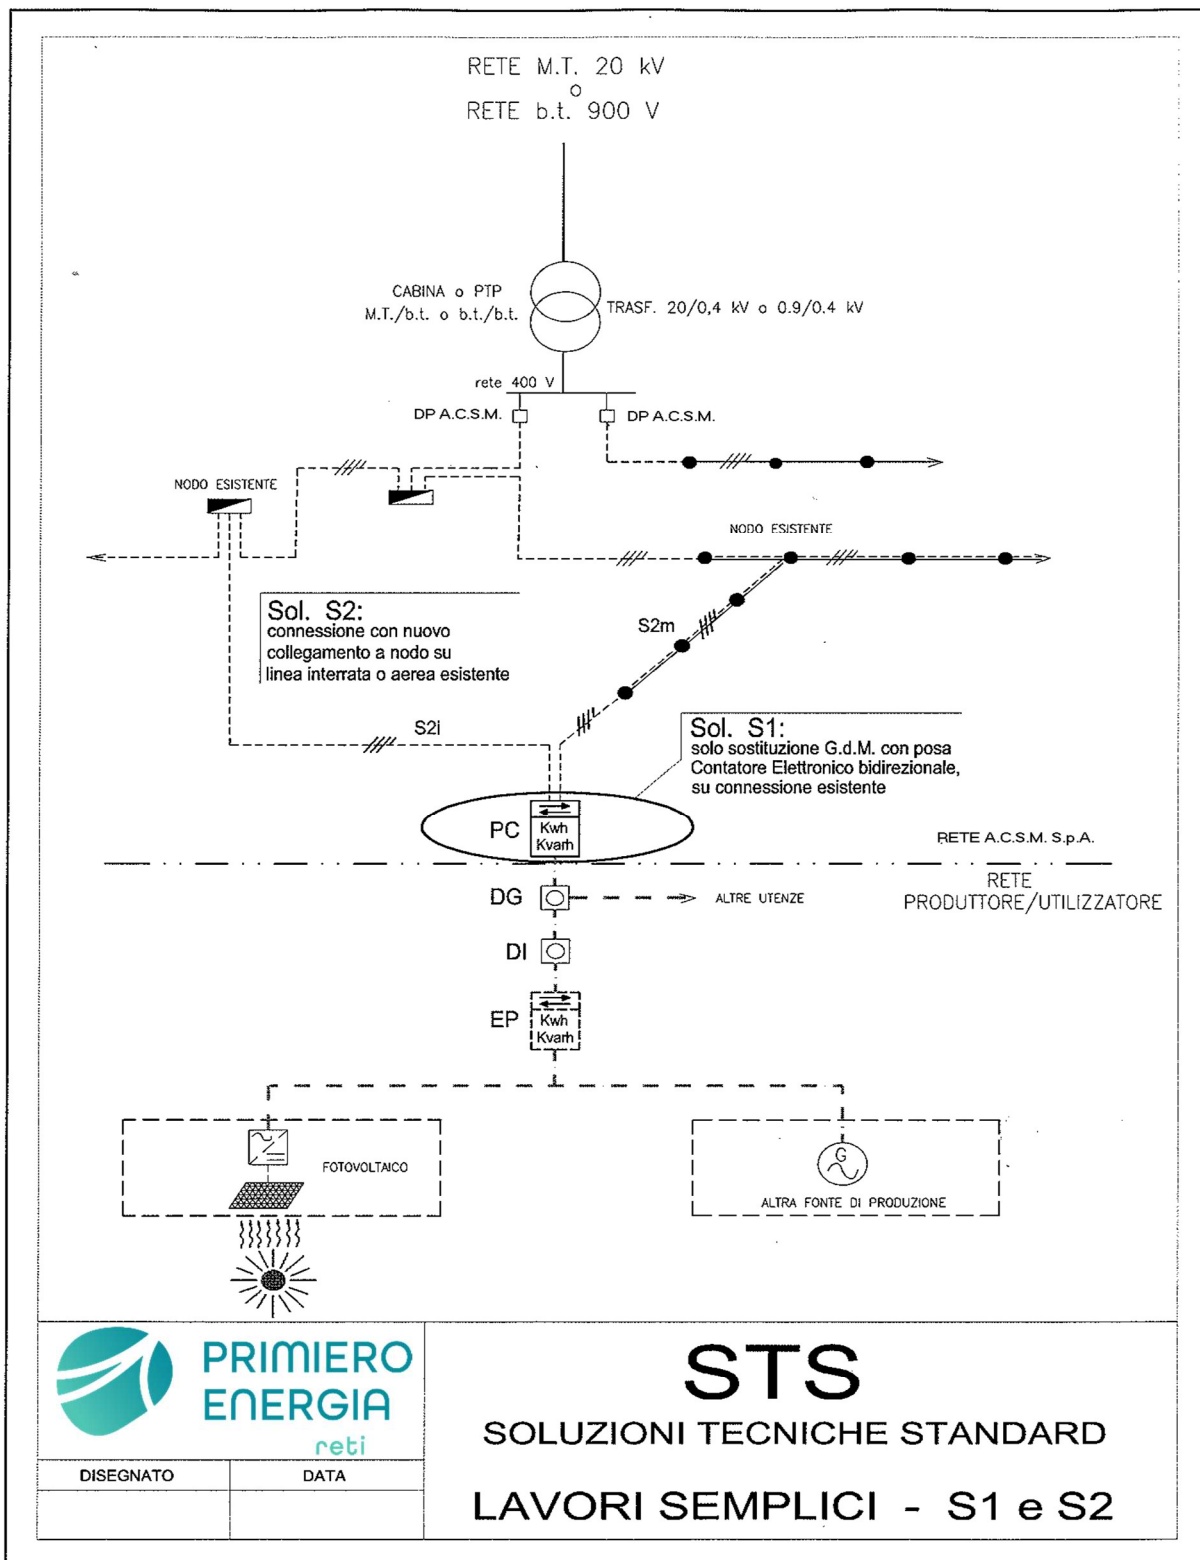 RETE M.T. 20 kV
o
RETE b.t. 900 V
CABINA o PTP
M.T./b.t. o b.t./b.t.
TRASF. 20/0,4 kV o 0.9/0.4 kV
rete 400 V
DP A.C.S.M.
DP A.C.S.M.
NODO ESISTENTE
NODO ESISTENTE
Sol. S2:
connessione con nuovo
collegamento a nodo su
linea interrata o aerea esistente
S2m
S2i
Sol. S1:
solo sostituzione G.d.M. con posa
Contatore Elettronico bidirezionale,
su connessione esistente
PC
Kwh
Kvarh
RETE A.C.S.M. S.p.A.
RETE
PRODUTTORE/UTILIZZATORE
DG
ALTRE UTENZE
DI
EP
Kwh
Kvarh
FOTOVOLTAICO
G
ALTRA FONTE DI PRODUZIONE
PRIMIERO
ENERGIA
reti
DISEGNATO
DATA
STS
SOLUZIONI TECNICHE STANDARD
LAVORI SEMPLICI - S1 e S2